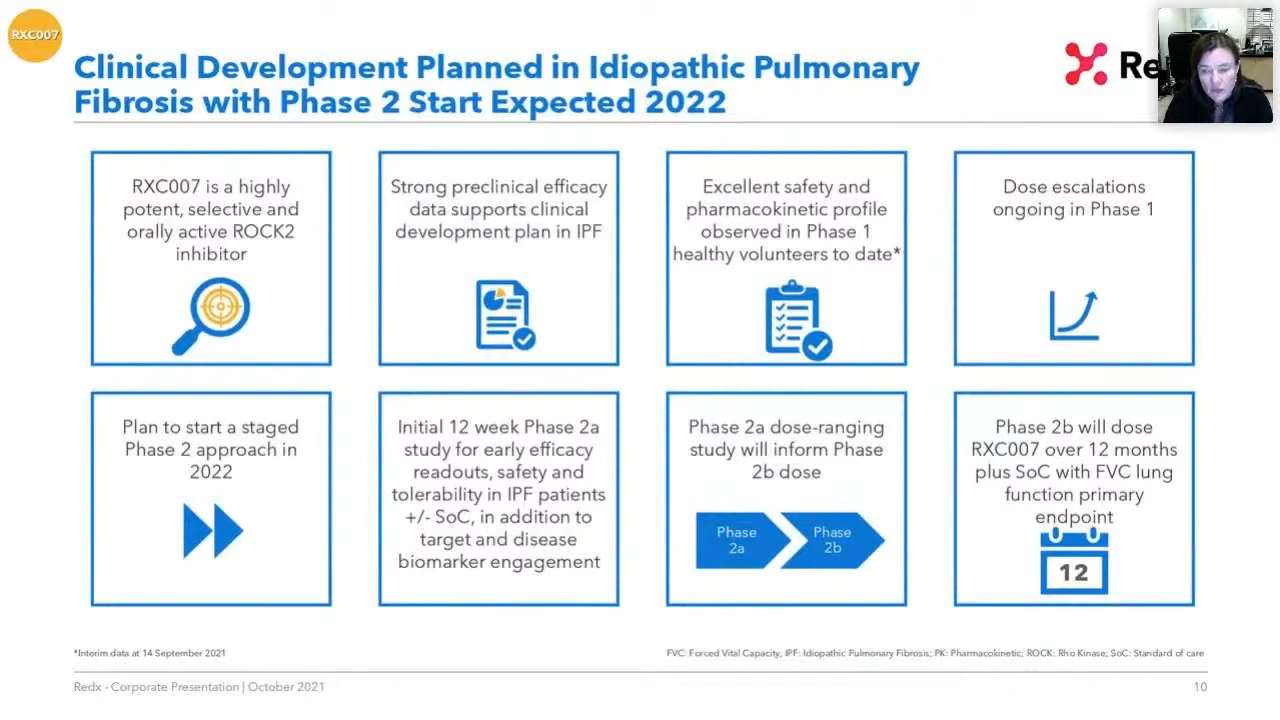 RXC007
Clinical Development Planned in Idiopathic Pulmonary
Fibrosis with Phase 2 Start Expected 2022
Re
RXC007 is a highly
potent, selective and
orally active ROCK2
inhibitor
Strong preclinical efficacy
data supports clinical
development plan in IPF
Excellent safety and
pharmacokinetic profile
observed in Phase 1
healthy volunteers to date*
Dose escalations
ongoing in Phase 1
Plan to start a staged
Phase 2 approach in
2022
Initial 12 week Phase 2a
study for early efficacy
readouts, safety and
tolerability in IPF patients
+/- SoC, in addition to
target and disease
biomarker engagement
Phase 2a dose-ranging
study will inform Phase
2b dose
Phase
2a
Phase
2b
Phase 2b will dose
RXC007 over 12 months
plus SoC with FVC lung
function primary
endpoint
12
*Interim data at 14 September 2021
FVC: Forced Vital Capacity; IPF: Idiopathic Pulmonary Fibrosis; PK: Pharmacokinetic; ROCK: Rho Kinase; SoC: Standard of care
Redx - Corporate Presentation | October 2021
10